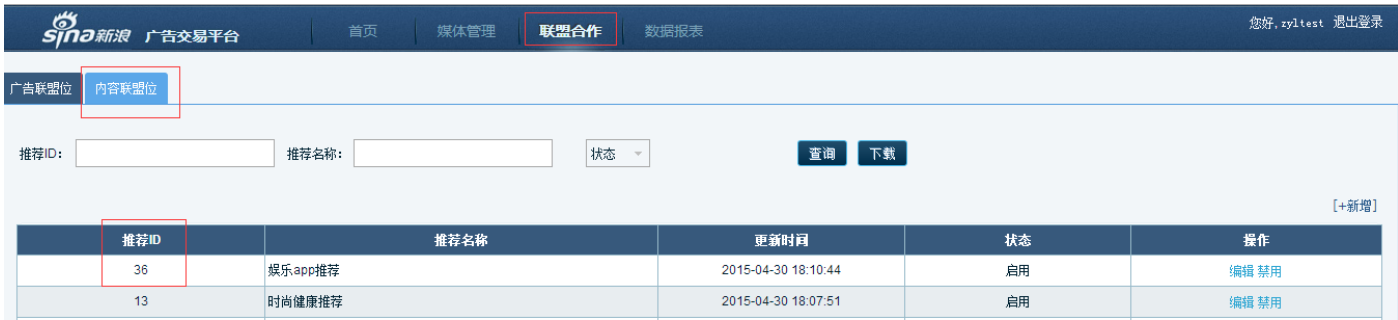 sina新浪 广告交易平台 首页 媒体管理 联盟合作 数据报表 您好, zyltest 退出登录
广告联盟位 内容联盟位
推荐ID: 推荐名称: 状态 查询 下载
[+新增]
推荐ID 推荐名称 更新时间 状态 操作
36 娱乐app推荐 2015-04-30 18:10:44 启用 编辑 禁用
13 时尚健康推荐 2015-04-30 18:07:51 启用 编辑 禁用